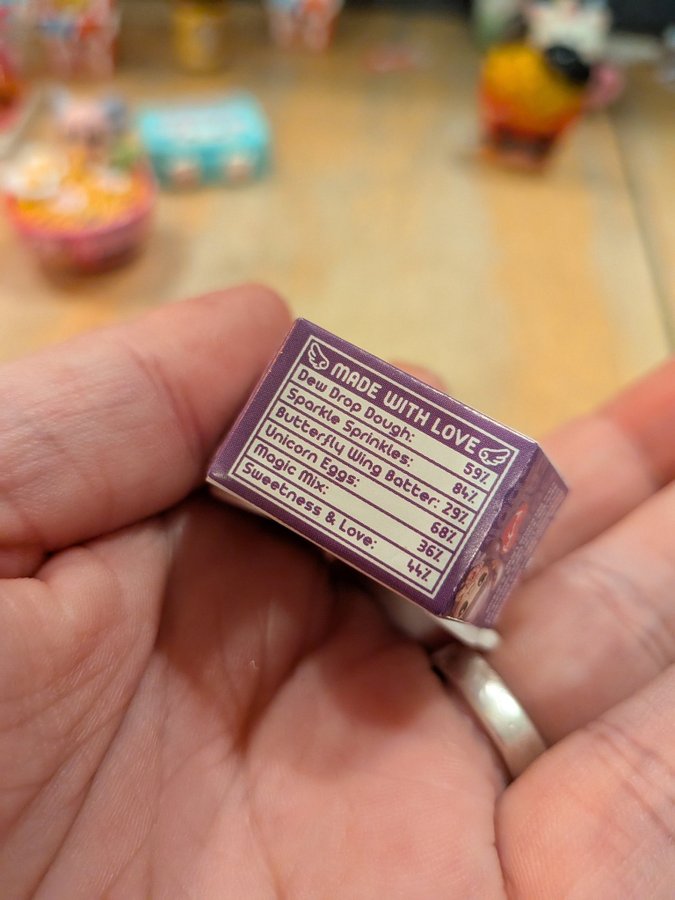 MADE WITH LOVE
Dew Drop Dough: 59%
Sparkle Sprinkles: 84%
Butterfly Wing Batter: 29%
Unicorn Eggs: 68%
Magic Mix: 36%
Sweetness & Love: 44%